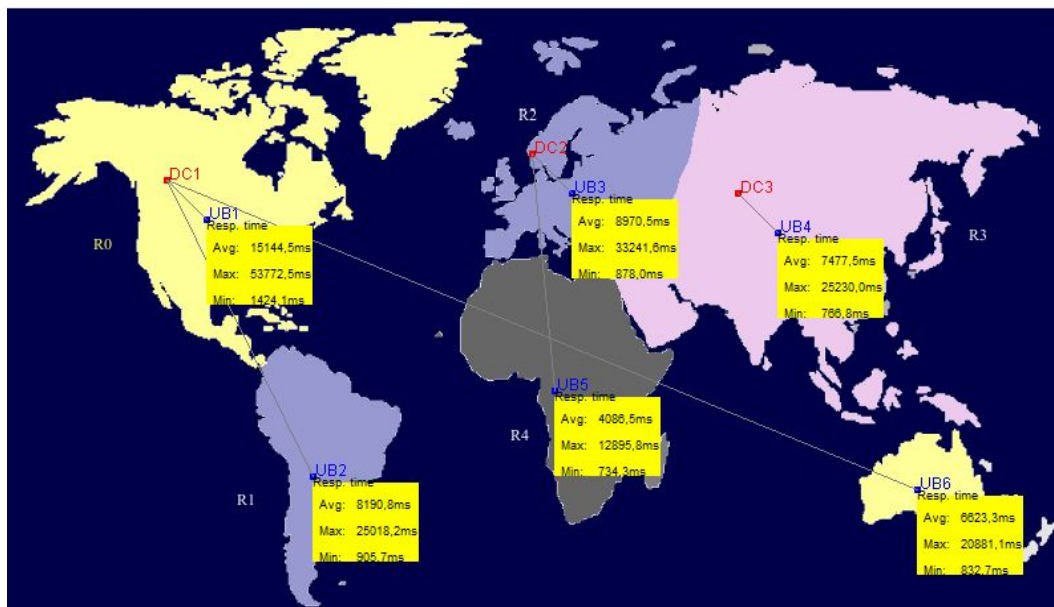 R2
DC2
DC1
UB3
Resp. time
Avg: 8970,5ms
Max: 33241,6ms
Min: 878,0ms
DC3
UB1
Resp. time
Avg: 15144,5ms
Max: 53772,5ms
Min: 1424,1ms
R0
UB4
Resp. time
Avg: 7477,5ms
Max: 25230,0ms
Min: 766,8ms
R3
UB5
Resp. time
Avg: 4086,5ms
Max: 12895,8ms
Min: 734,3ms
R4
UB2
Resp. time
Avg: 8190,8ms
Max: 25018,2ms
Min: 905,7ms
R1
UB6
Resp. time
Avg: 6623,3ms
Max: 20881,1ms
Min: 832,7ms